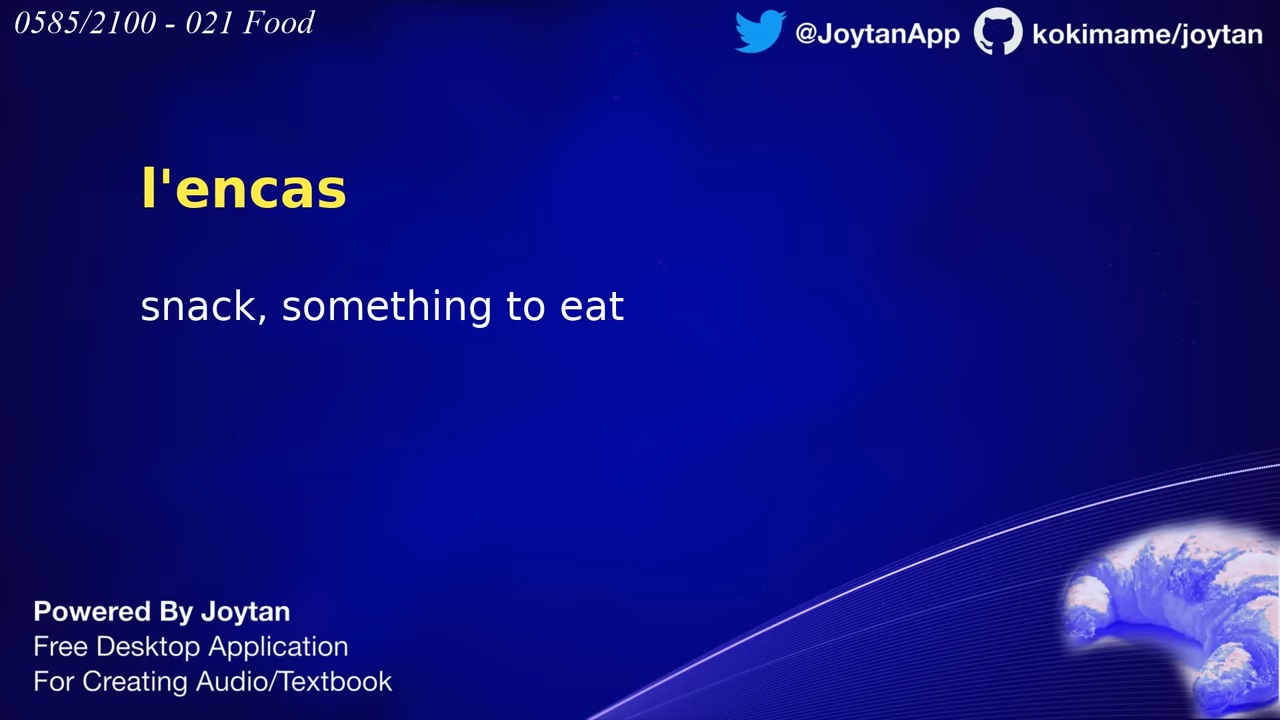 0585/2100 - 021 Food
@JoytanApp kokimame/joytan
l'encas
snack, something to eat
Powered By Joytan
Free Desktop Application
For Creating Audio/Textbook